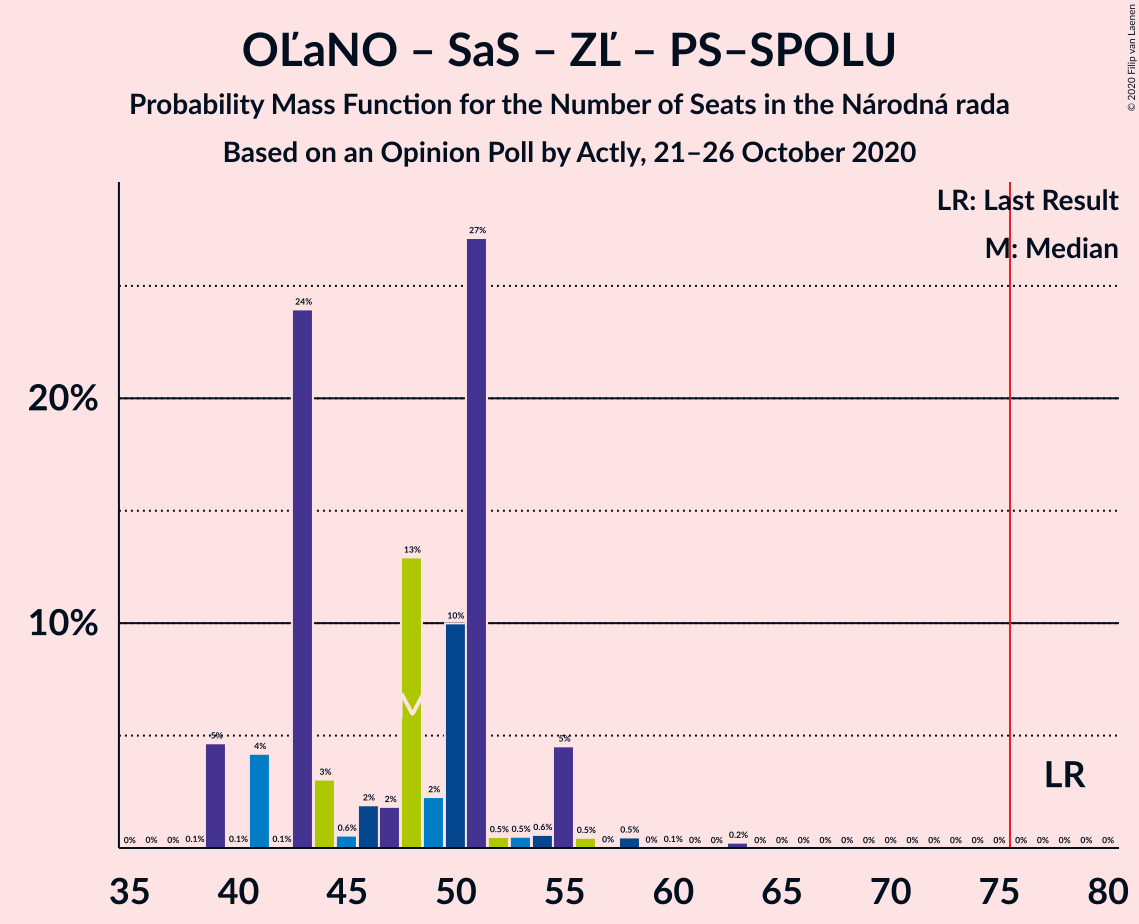 OĽaNO – SaS – ZĽ – PS–SPOLU
Probability Mass Function for the Number of Seats in the Národná rada
Based on an Opinion Poll by Actly, 21–26 October 2020
© 2020 Filip van Laenen
LR: Last Result
M: Median
27%
24%
20%
13%
10%
10%
M
5% 4% 5%
LR
3% 2% 2% 2%
0% 0% 0% 0.1% 0.1% 0.1% 0.6% 0.5% 0.5% 0.6% 0.5% 0% 0.5% 0% 0.1% 0% 0% 0.2% 0% 0% 0% 0% 0% 0% 0% 0% 0% 0% 0% 0% 0% 0% 0% 0% 0%
35 40 45 50 55 60 65 70 75 80